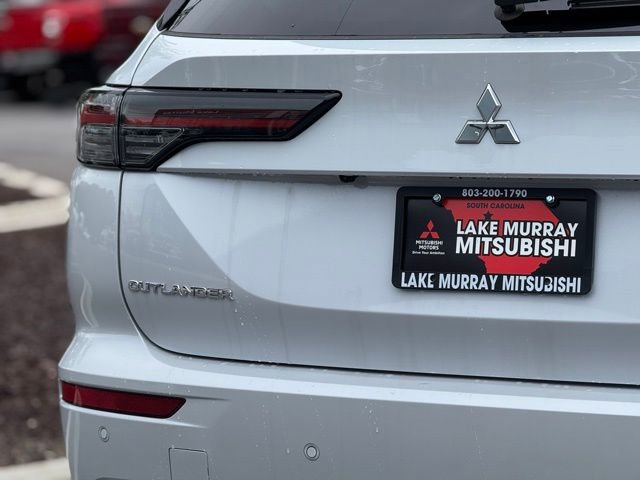 803-200-1790
SOUTH CAROLINA
LAKE MURRAY
MITSUBISHI
MITSUBISHI
MOTORS
Drive Your Ambition
LAKE MURRAY MITSUBISHI
OUTLANDER